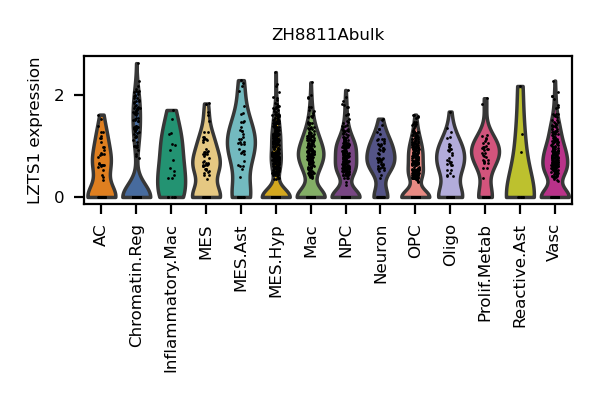 ZH8811Abulk
LZTS1 expression
2
0
AC
Chromatin.Reg
Inflammatory.Mac
MES
MES.Ast
MES.Hyp
Mac
NPC
Neuron
OPC
Oligo
Prolif.Metab
Reactive.Ast
Vasc